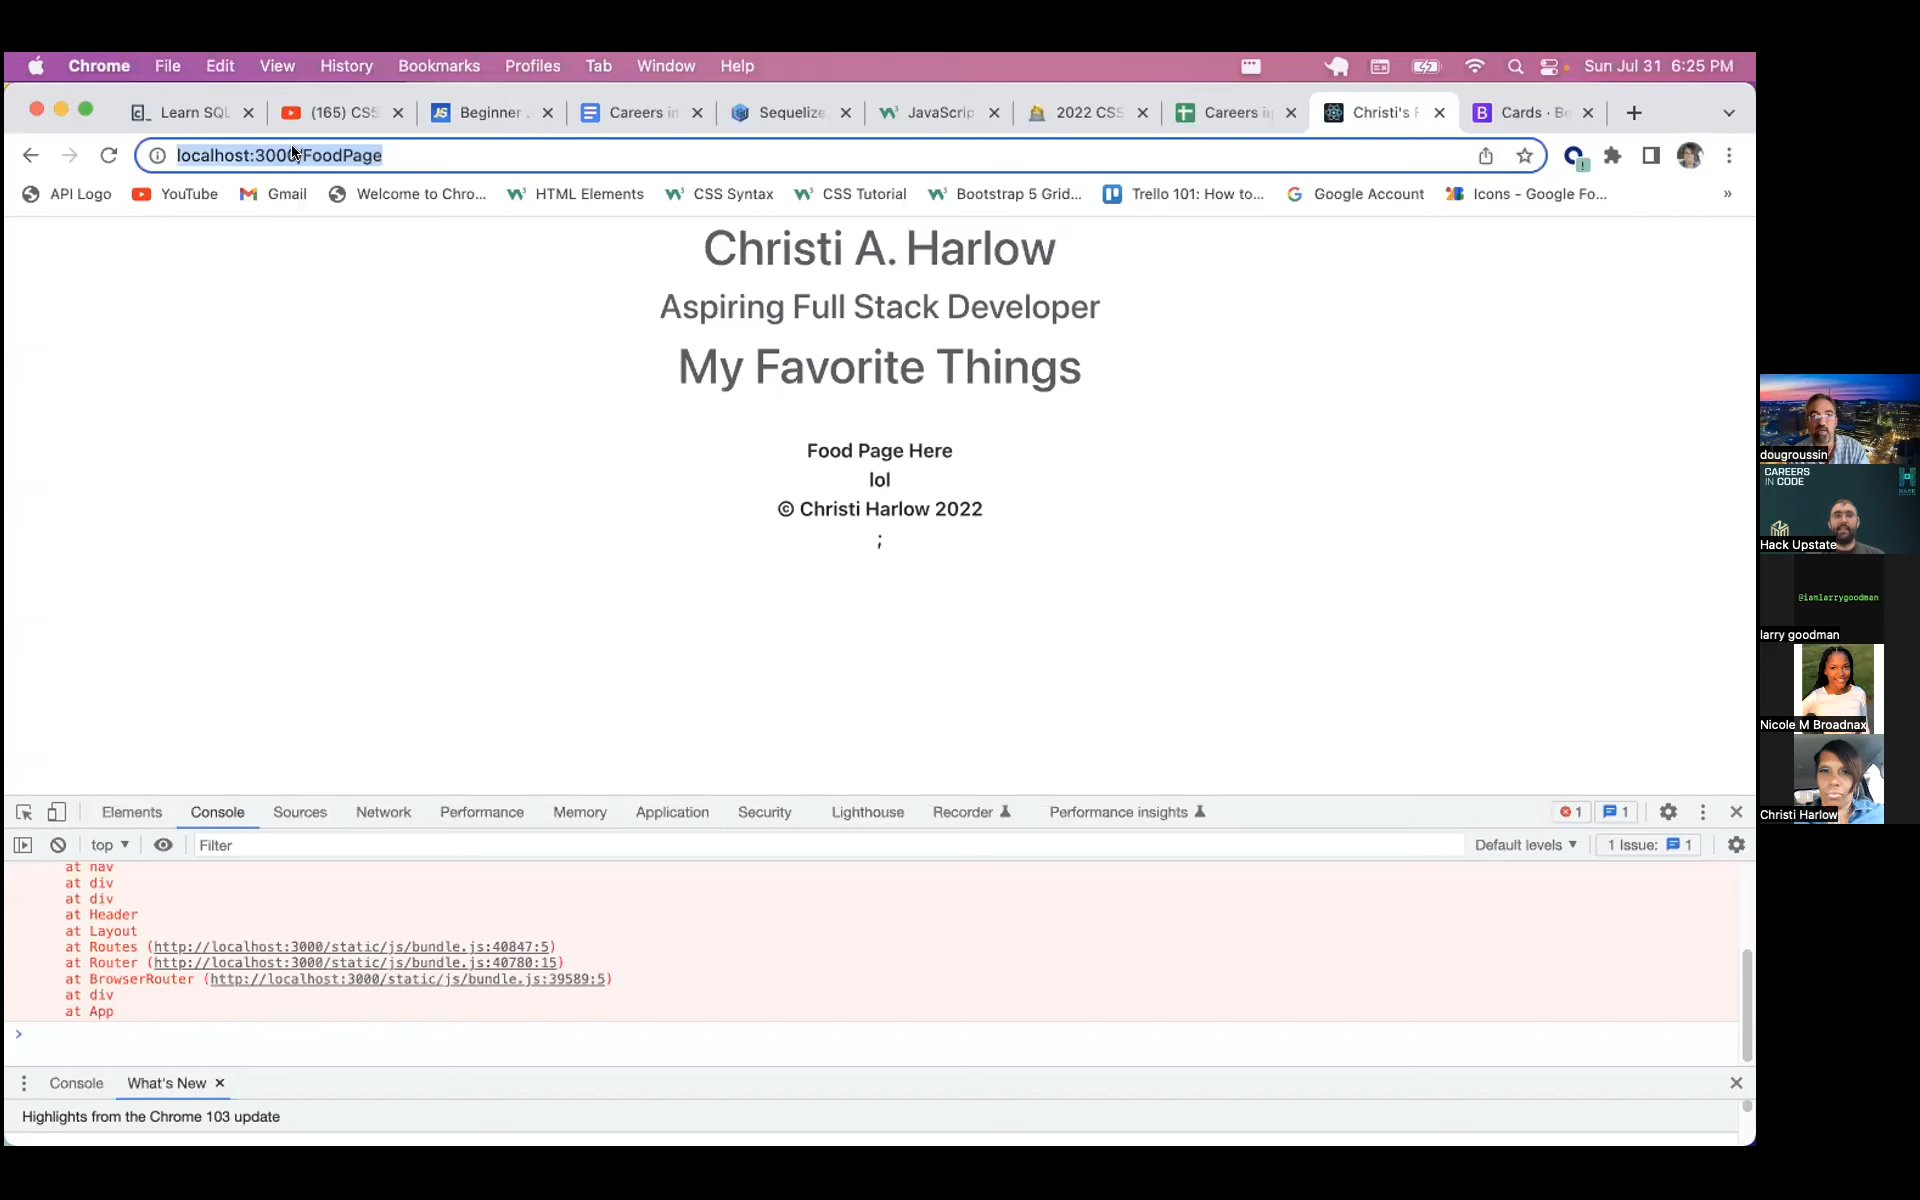 Chrome File Edit View History Bookmarks Profiles Tab Window Help Sun Jul 31 6:25 PM
Learn SQL (165) CSS Beginner Careers in Sequelize JavaScrip 2022 CSS Careers in Christi's Cards · B
localhost:3000/FoodPage
API Logo YouTube Gmail Welcome to Chro... HTML Elements CSS Syntax CSS Tutorial Bootstrap 5 Grid... Trello 101: How to... Google Account Icons - Google Fo... »
Christi A. Harlow
Aspiring Full Stack Developer
My Favorite Things
Food Page Here
lol
© Christi Harlow 2022
;
Elements Console Sources Network Performance Memory Application Security Lighthouse Recorder Performance insights 1 1
top Filter Default levels 1 Issue: 1
at nav
at div
at div
at Header
at Layout
at Routes (http://localhost:3000/static/js/bundle.js:40847:5)
at Router (http://localhost:3000/static/js/bundle.js:40780:15)
at BrowserRouter (http://localhost:3000/static/js/bundle.js:39589:5)
at div
at App
>
Console What's New
Highlights from the Chrome 103 update
dougroussin
CAREERS
IN CODE
Hack Upstate
@iamlarrygoodman
larry goodman
Nicole M Broadnax
Christi Harlow